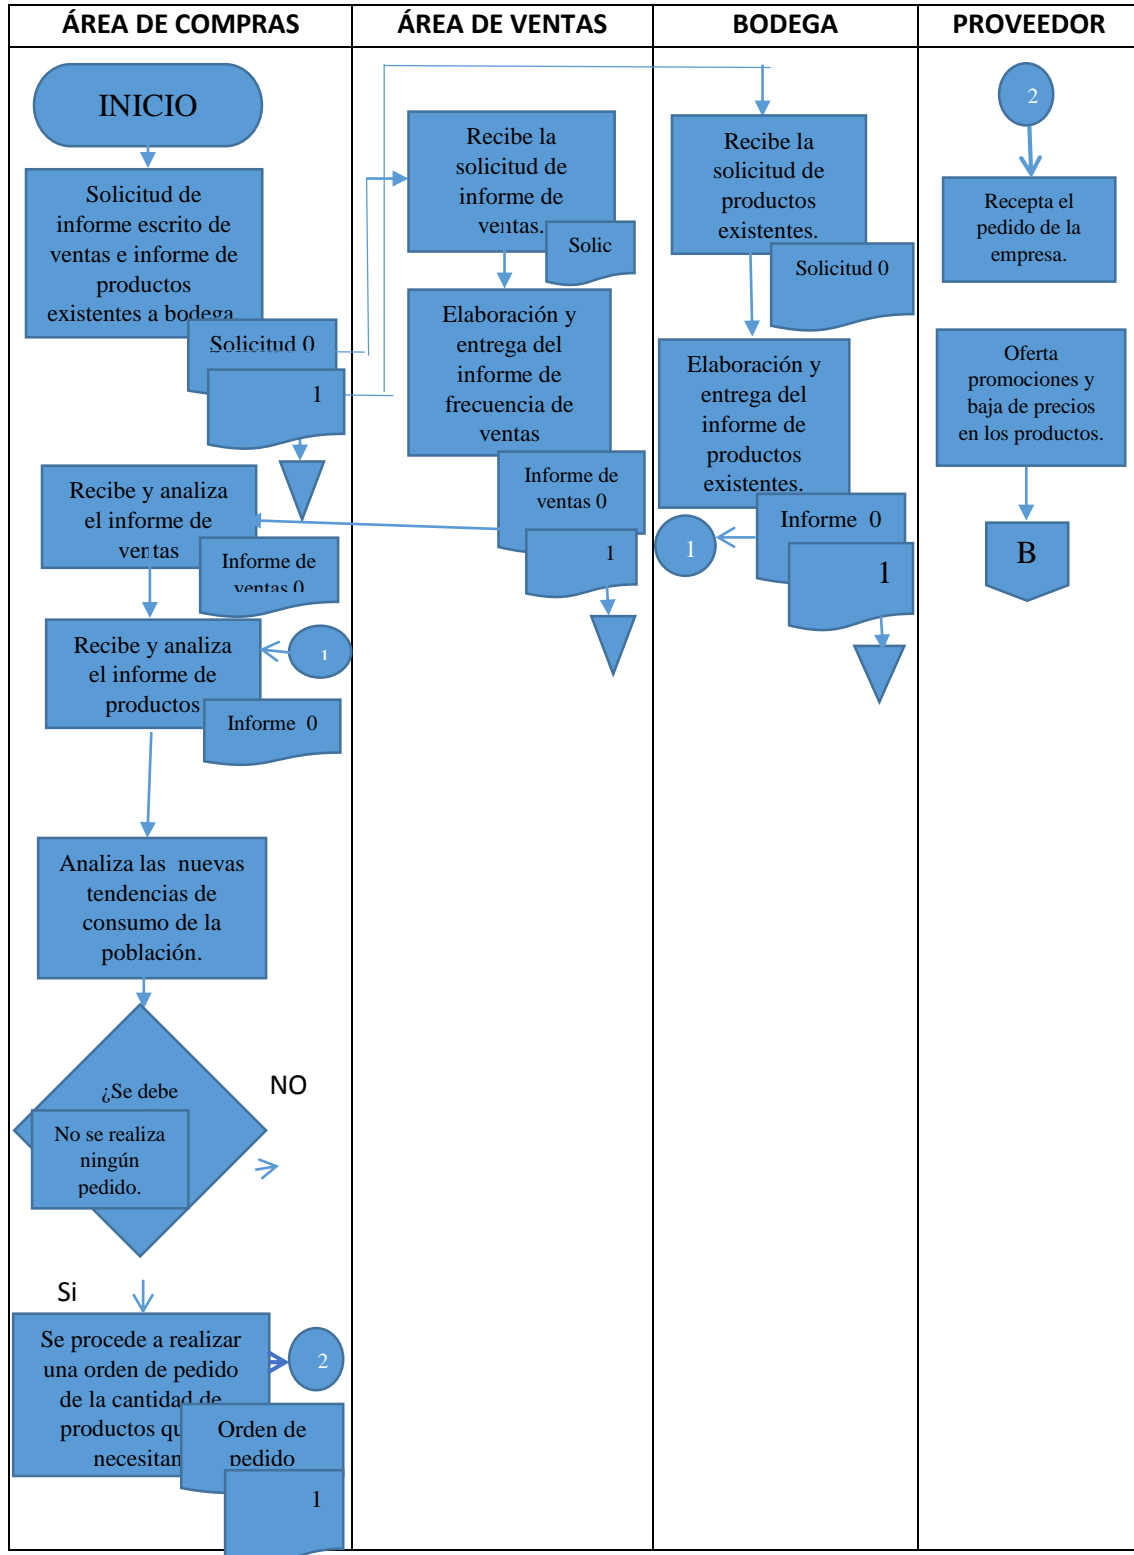 ÁREA DE COMPRAS
ÁREA DE VENTAS
BODEGA
PROVEEDOR
INICIO
Solicitud de
informe escrito de
ventas e informe de
productos
existentes a bodega
Solicitud 0
1
Recibe y analiza
el informe de
ventas
Informe de
ventas 0
Recibe y analiza
el informe de
productos
1
Informe 0
Analiza las nuevas
tendencias de
consumo de la
población.
¿Se debe
NO
No se realiza
ningún
pedido.
Si
Se procede a realizar
una orden de pedido
de la cantidad de
productos qu
necesitan
2
Orden de
pedido
1
Recibe la
solicitud de
informe de
ventas.
Solic
Elaboración y
entrega del
informe de
frecuencia de
ventas
Informe de
ventas 0
1
Recibe la
solicitud de
productos
existentes.
Solicitud 0
Elaboración y
entrega del
informe de
productos
existentes.
Informe 0
1
1
2
Recepta el
pedido de la
empresa.
Oferta
promociones y
baja de precios
en los productos.
B